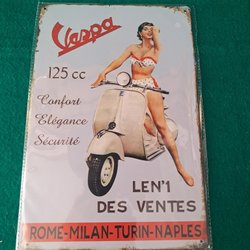 Vespa
125 cc
Confort
Elégance
Sécurité
LEN'1
DES VENTES
ROME-MILAN-TURIN-NAPLES